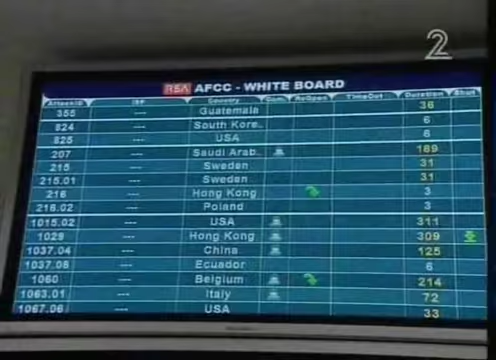 2
RSA AFCC - WHITE BOARD
AttackID ISP Country Com. ReOpen TimeOut Duration Shut
355 --- Guatemala 36
824 --- South Kore.. 6
825 --- USA 6
207 --- Saudi Arab.. 189
215 --- Sweden 31
215.01 --- Sweden 31
216 --- Hong Kong 3
216.02 --- Poland 3
1015.02 --- USA 311
1029 --- Hong Kong 309
1037.04 --- China 125
1037.05 --- Ecuador 6
1060 --- Belgium 214
1063.01 --- Italy 72
1067.06 --- USA 33